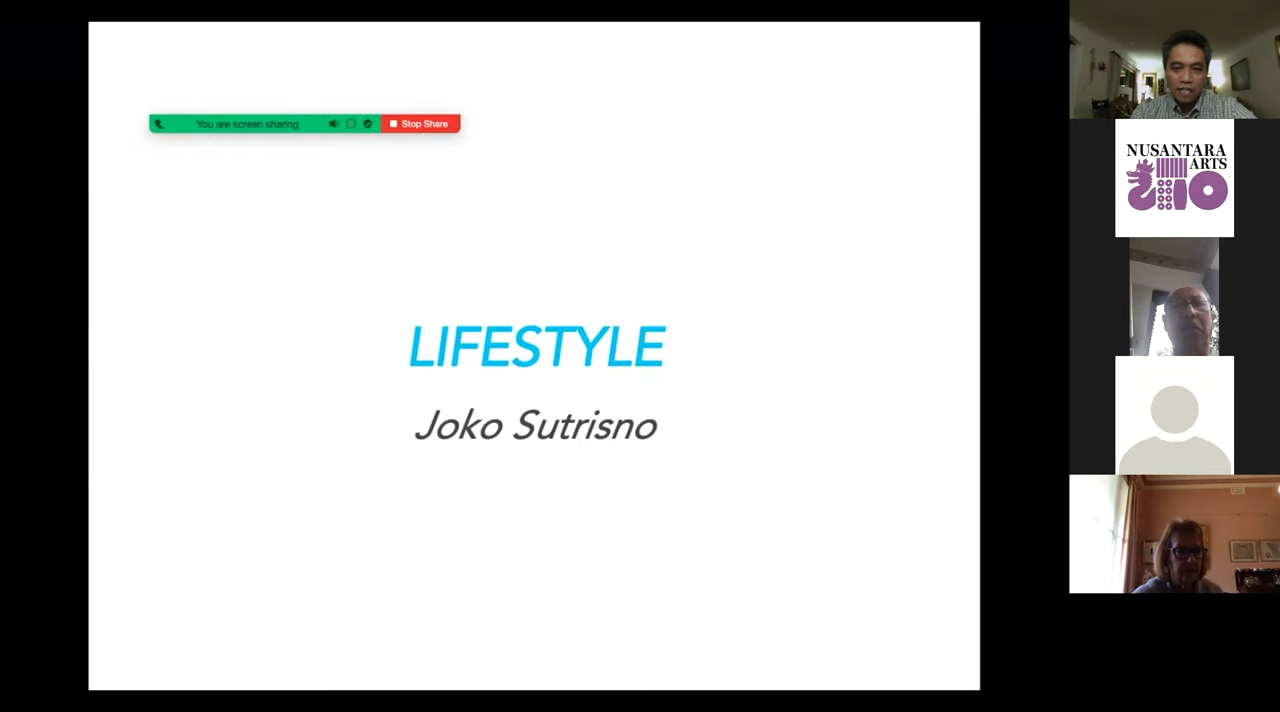 You are screen sharing
Stop Share
LIFESTYLE
Joko Sutrisno
NUSANTARA
ARTS